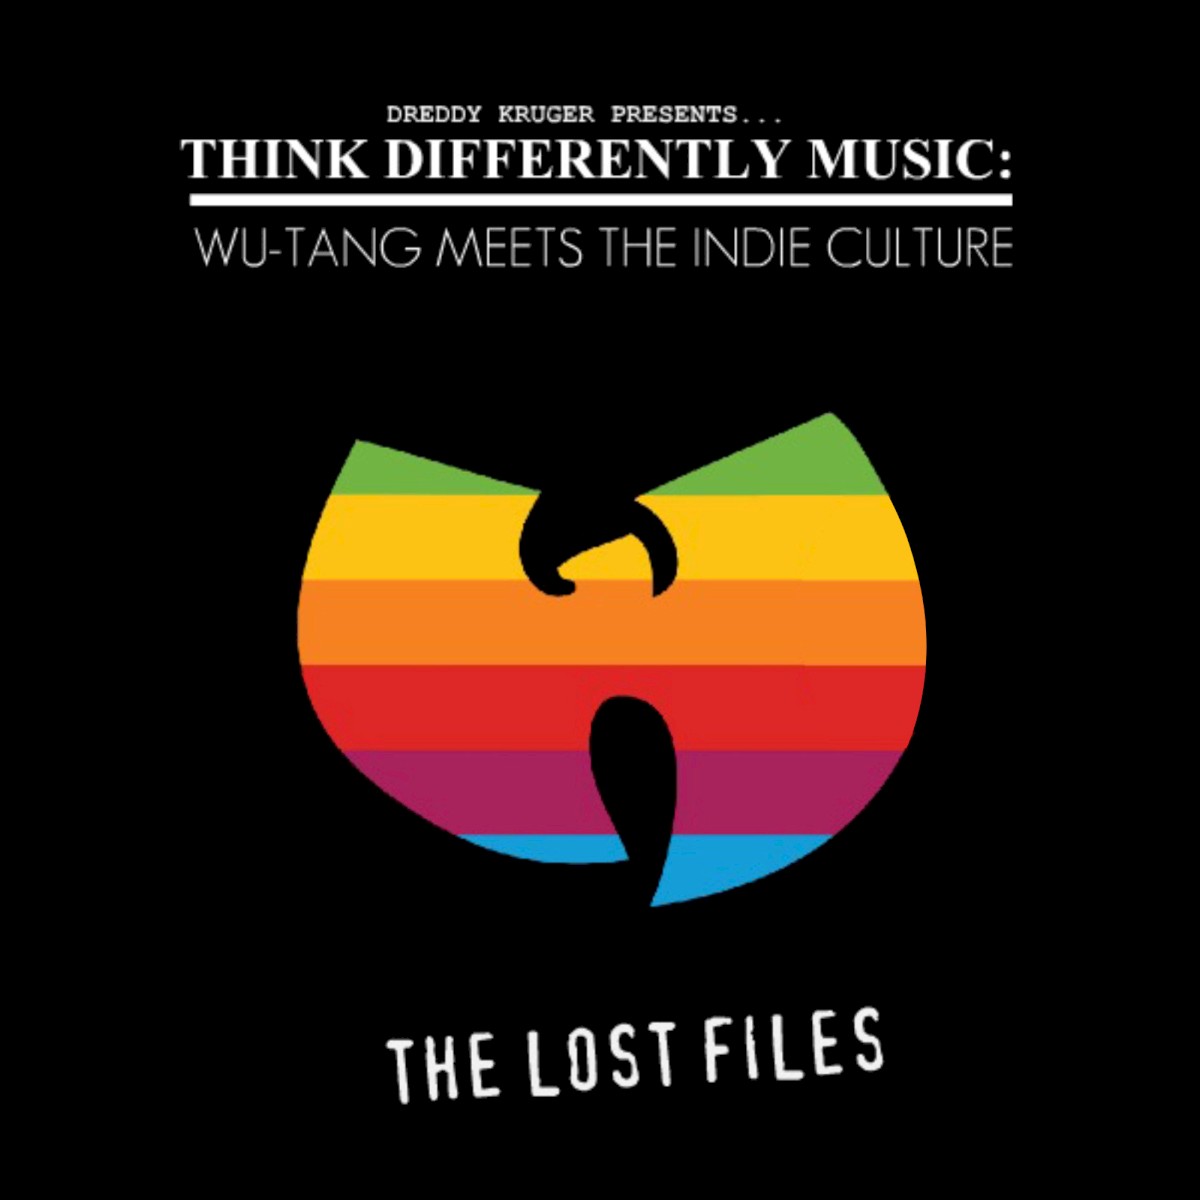 DREDDY KRUGER PRESENTS...
THINK DIFFERENTLY MUSIC:
WU-TANG MEETS THE INDIE CULTURE
THE LOST FILES